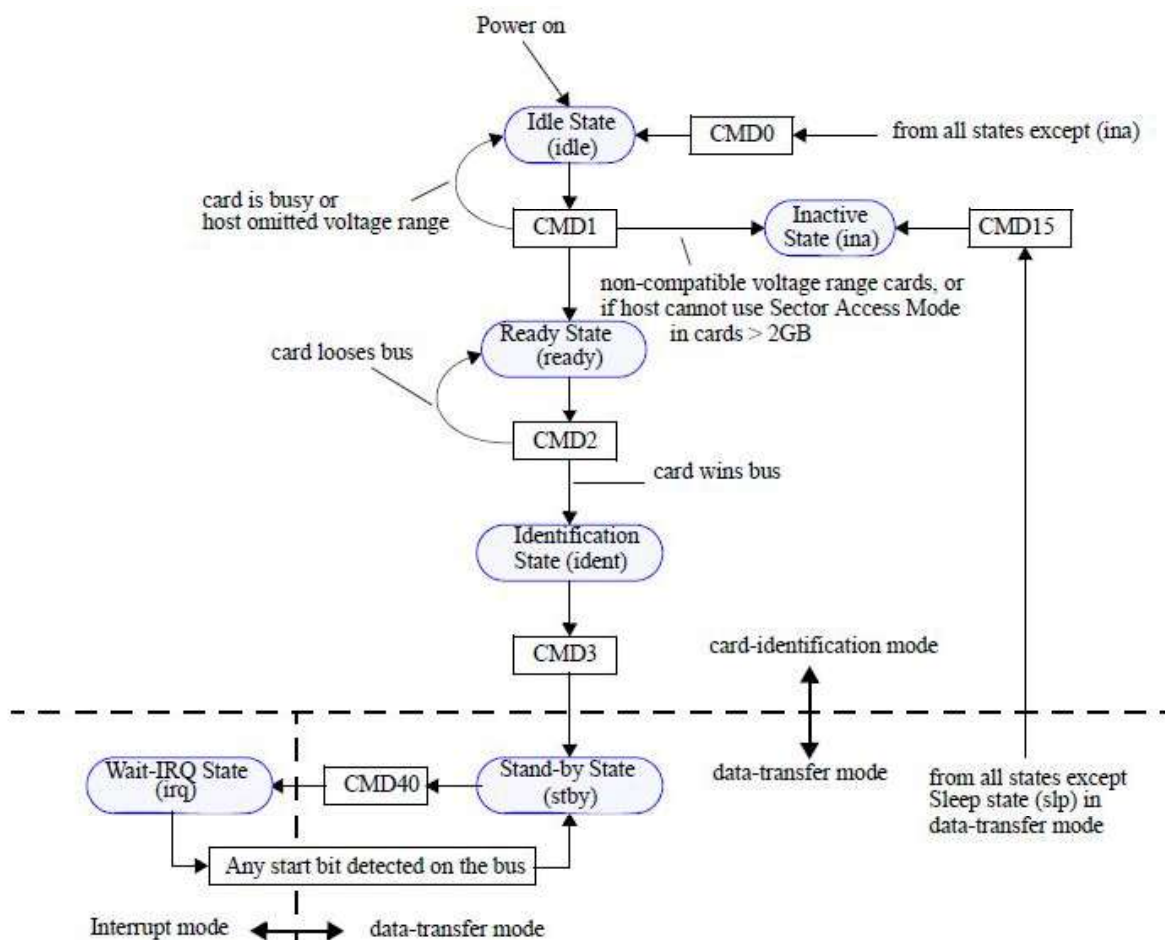 Power on
Idle State
(idle)
CMD0
from all states except (ina)
card is busy or
host omitted voltage range
CMD1
Inactive
State (ina)
CMD15
non-compatible voltage range cards, or
if host cannot use Sector Access Mode
in cards > 2GB
Ready State
(ready)
card looses bus
CMD2
card wins bus
Identification
State (ident)
CMD3
card-identification mode
Wait-IRQ State
(irq)
CMD40
Stand-by State
(stby)
data-transfer mode
from all states except
Sleep state (slp) in
data-transfer mode
Any start bit detected on the bus
Interrupt mode
data-transfer mode